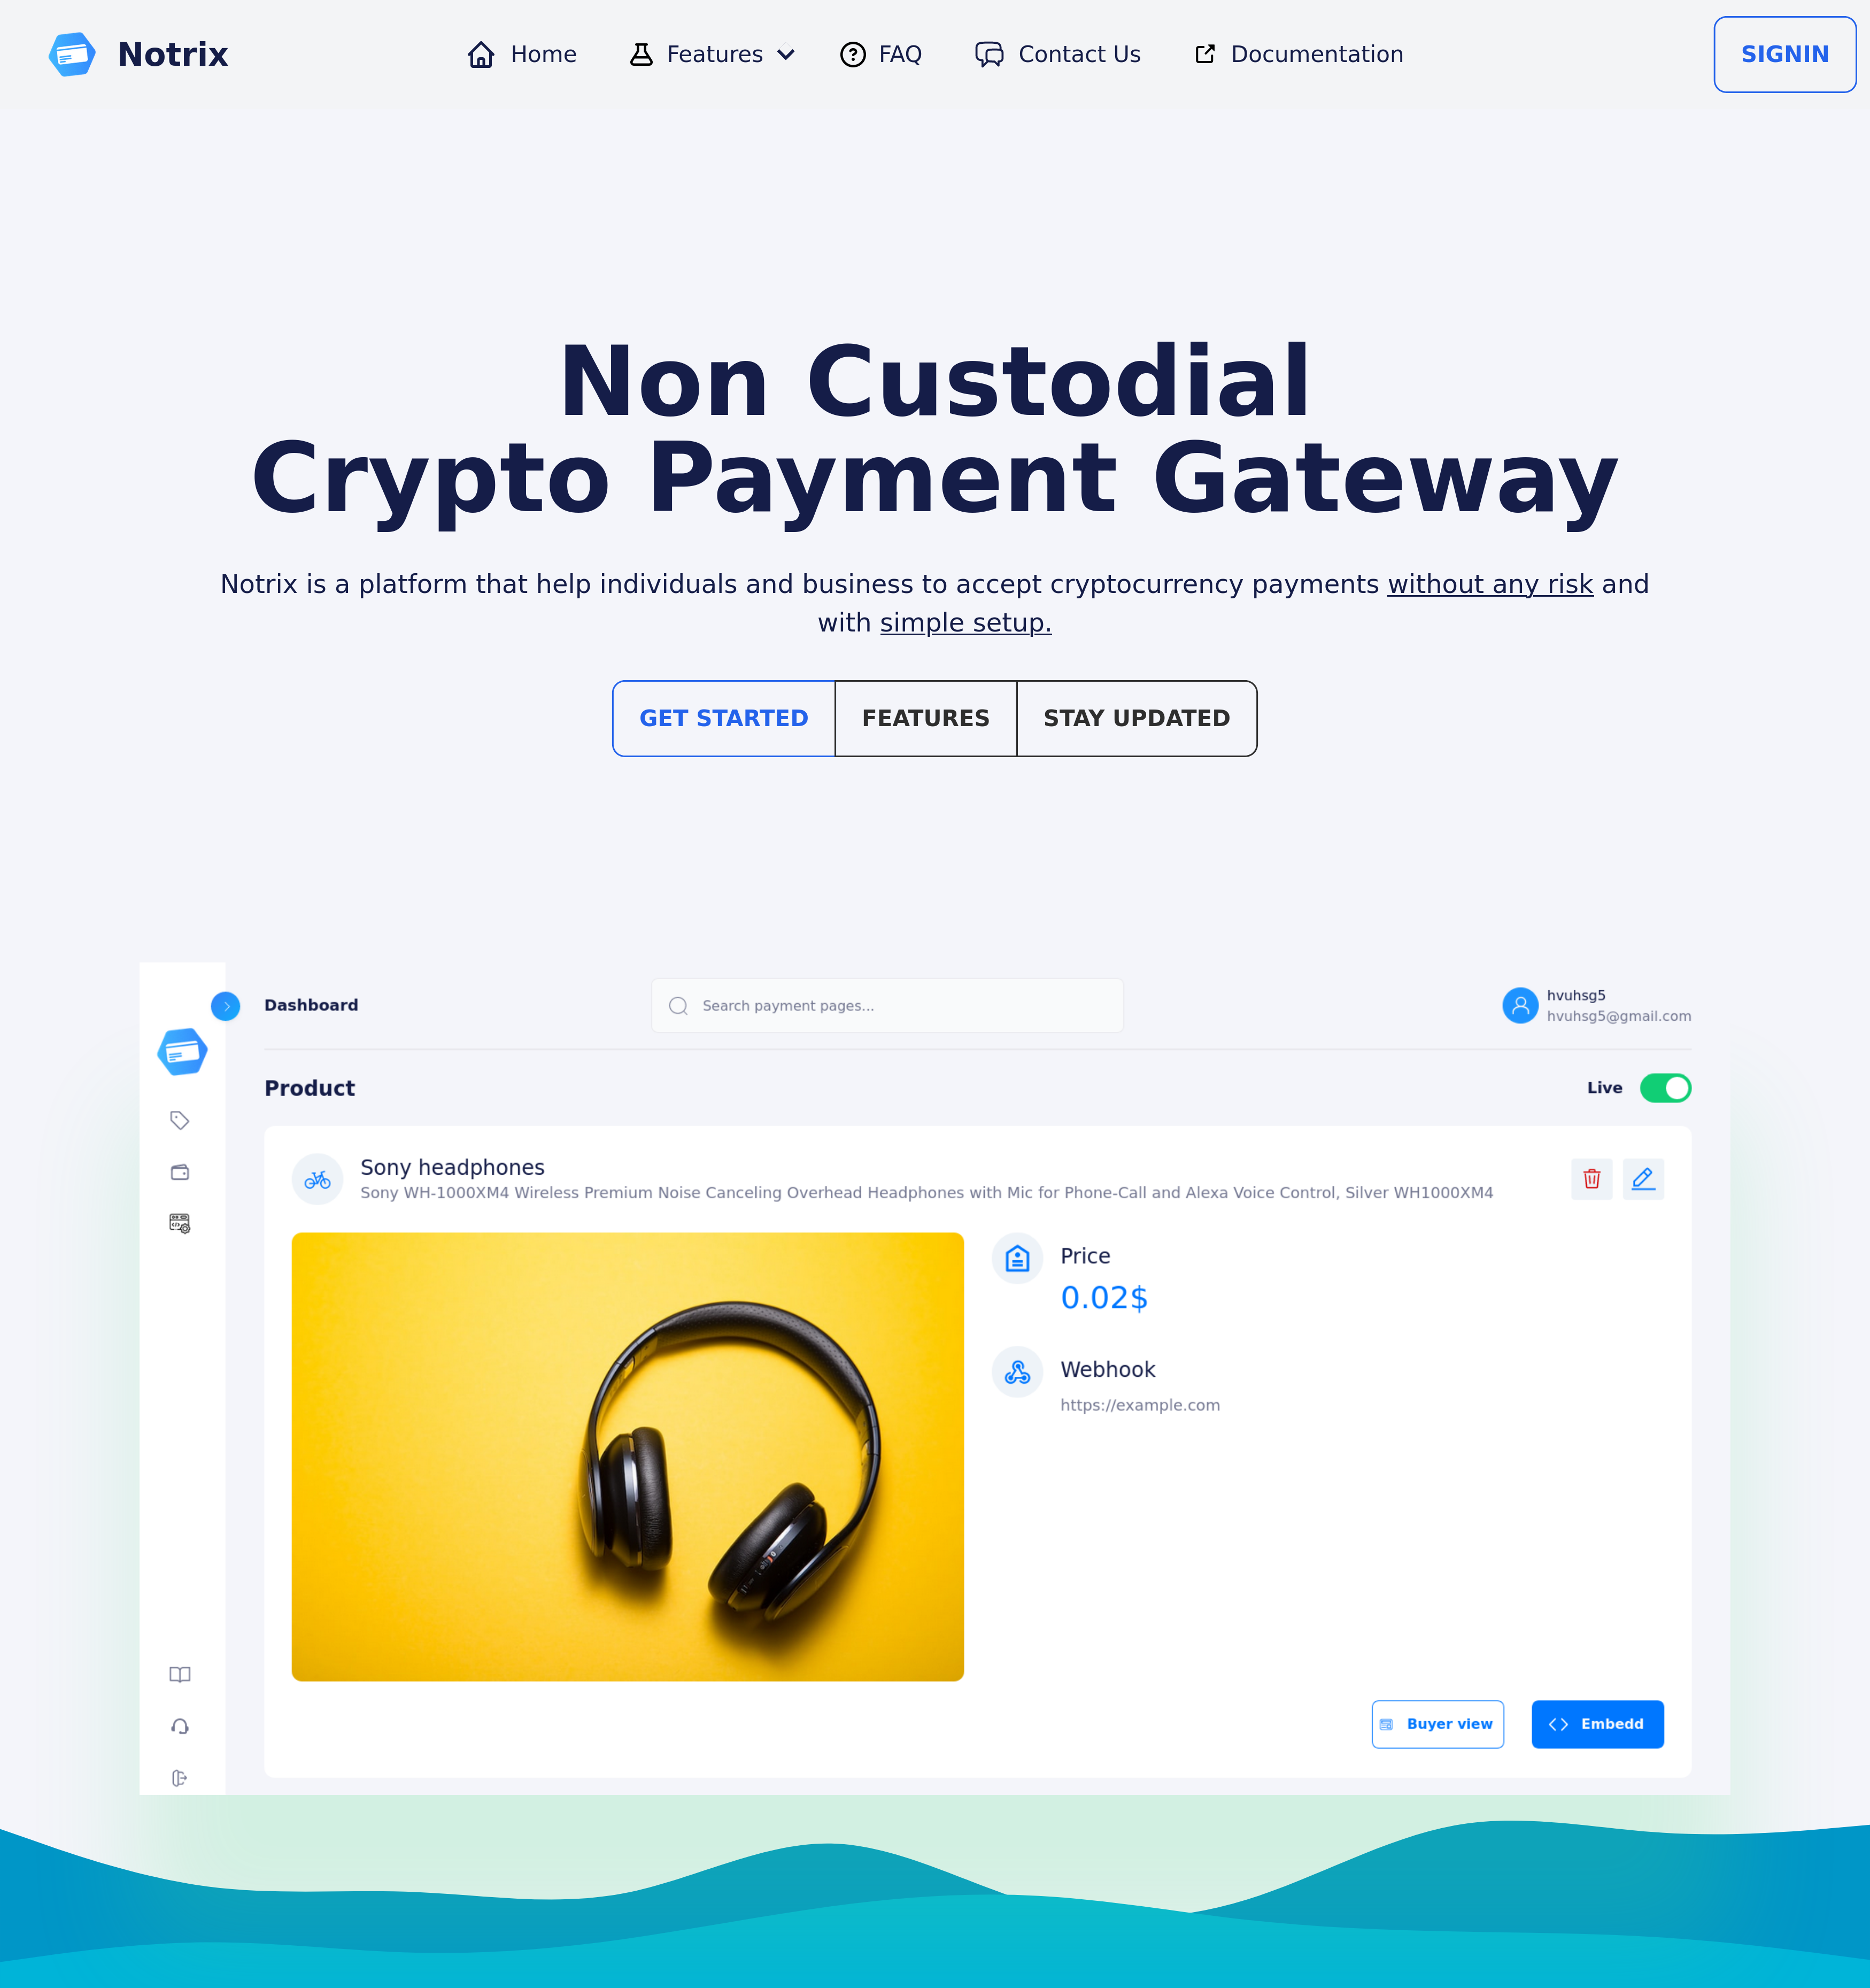 Notrix
Home
Features
FAQ
Contact Us
Documentation
SIGNIN
Non Custodial
Crypto Payment Gateway
Notrix is a platform that help individuals and business to accept cryptocurrency payments without any risk and
with simple setup.
GET STARTED
FEATURES
STAY UPDATED
Dashboard
Search payment pages...
hvuhsg5
hvuhsg5@gmail.com
Product
Live
Sony headphones
Sony WH-1000XM4 Wireless Premium Noise Canceling Overhead Headphones with Mic for Phone-Call and Alexa Voice Control, Silver WH1000XM4
Price
0.02$
Webhook
https://example.com
Buyer view
Embedd